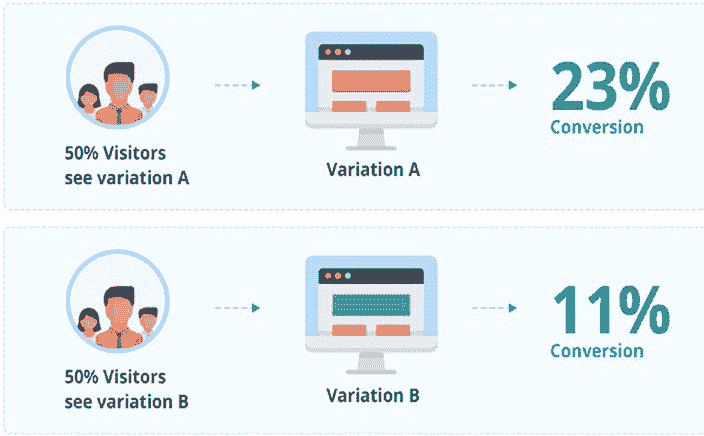 50% Visitors
see variation A
Variation A
23%
Conversion
50% Visitors
see variation B
Variation B
11%
Conversion